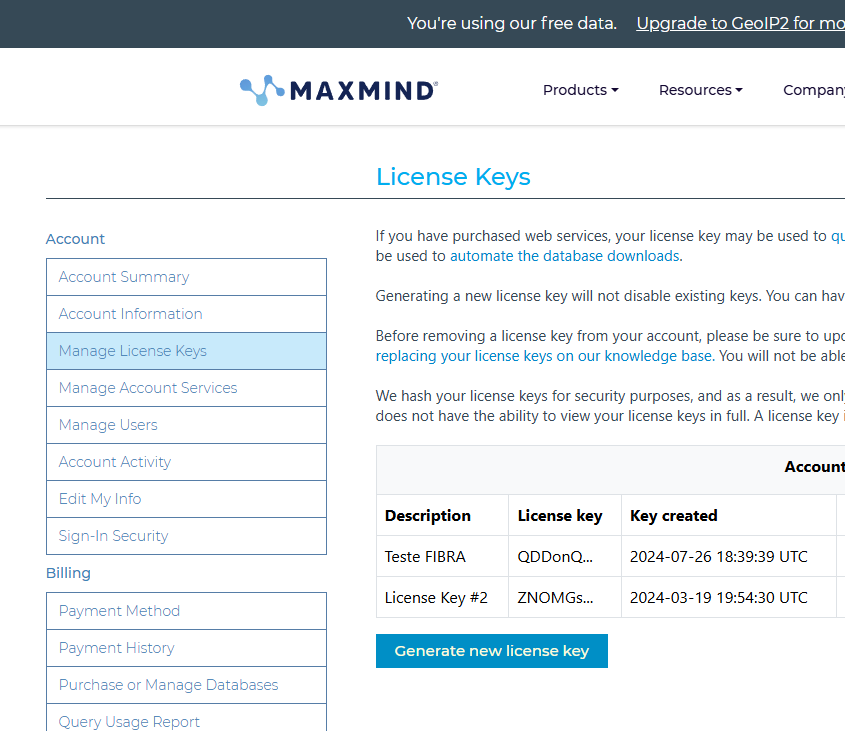 You're using our free data. Upgrade to GeoIP2 for mo
MAXMIND®
Products Resources Company
License Keys
Account
Account Summary
Account Information
Manage License Keys
Manage Account Services
Manage Users
Account Activity
Edit My Info
Sign-In Security
Billing
Payment Method
Payment History
Purchase or Manage Databases
Query Usage Report
If you have purchased web services, your license key may be used to qu
be used to automate the database downloads.
Generating a new license key will not disable existing keys. You can hav
Before removing a license key from your account, please be sure to upd
replacing your license keys on our knowledge base. You will not be able
We hash your license keys for security purposes, and as a result, we only
does not have the ability to view your license keys in full. A license key i
Account
Description License key Key created
Teste FIBRA QDDonQ... 2024-07-26 18:39:39 UTC
License Key #2 ZNOMGs... 2024-03-19 19:54:30 UTC
Generate new license key